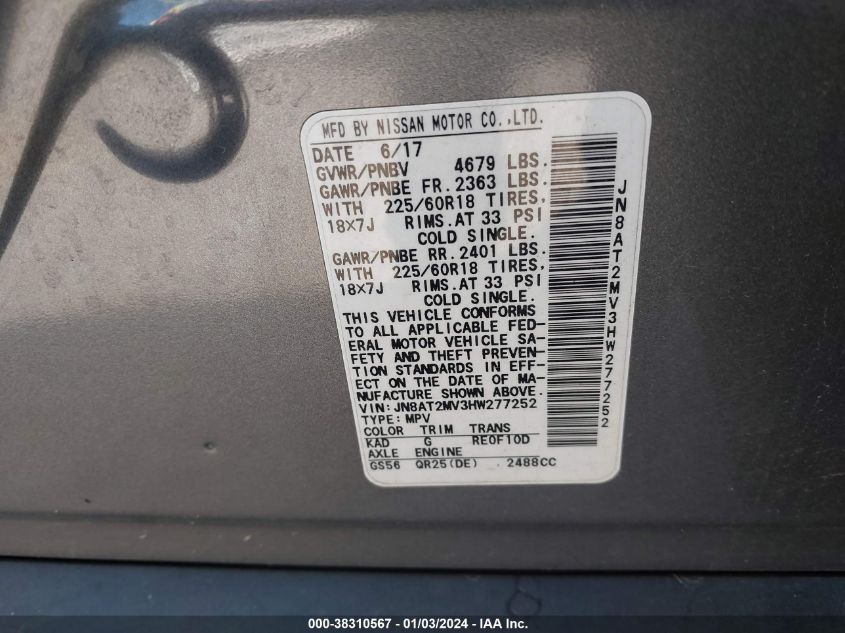 MFD BY NISSAN MOTOR CO.,LTD.
DATE 6/17
GVWR/PNBV 4679 LBS.
GAWR/PNBE FR. 2363 LBS.
WITH 225/60R18 TIRES,
18X7J RIMS. AT 33 PSI
COLD SINGLE.
GAWR/PNBE RR. 2401 LBS.
WITH 225/60R18 TIRES,
18X7J RIMS. AT 33 PSI
COLD SINGLE.
THIS VEHICLE CONFORMS
TO ALL APPLICABLE FED-
ERAL MOTOR VEHICLE SA-
FETY AND THEFT PREVEN-
TION STANDARDS IN EFF-
ECT ON THE DATE OF MA-
NUFACTURE SHOWN ABOVE.
VIN: JN8AT2MV3HW277252
TYPE: MPV
COLOR TRIM TRANS
KAD G RE0F10D
AXLE ENGINE
GS56 QR25(DE) 2488CC
JN8AT2MV3HW277252
000-38310567 — 01/03/2024 — IAA Inc.